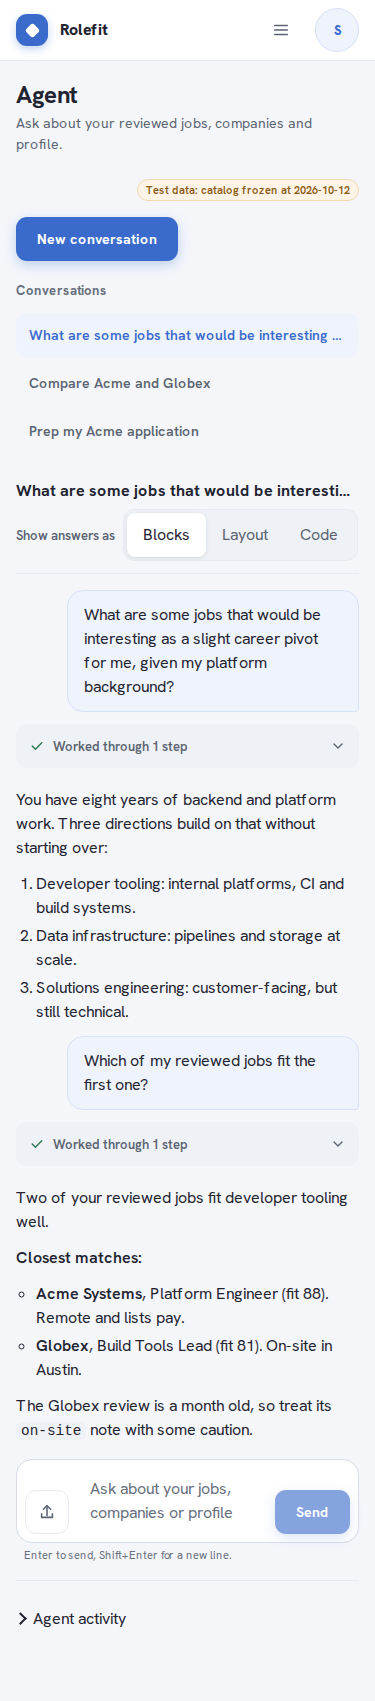 Rolefit
S
Agent
Ask about your reviewed jobs, companies and
profile.
Test data: catalog frozen at 2026-10-12
New conversation
Conversations
What are some jobs that would be interesting ...
Compare Acme and Globex
Prep my Acme application
What are some jobs that would be interesti...
Show answers as
Blocks
Layout
Code
What are some jobs that would be
interesting as a slight career pivot
for me, given my platform
background?
Worked through 1 step
You have eight years of backend and platform
work. Three directions build on that without
starting over:
1. Developer tooling: internal platforms, CI and
build systems.
2. Data infrastructure: pipelines and storage at
scale.
3. Solutions engineering: customer-facing, but
still technical.
Which of my reviewed jobs fit the
first one?
Worked through 1 step
Two of your reviewed jobs fit developer tooling
well.
Closest matches:
Acme Systems, Platform Engineer (fit 88).
Remote and lists pay.
Globex, Build Tools Lead (fit 81). On-site in
Austin.
The Globex review is a month old, so treat its
on-site note with some caution.
Ask about your jobs,
companies or profile
Send
Enter to send, Shift+Enter for a new line.
Agent activity